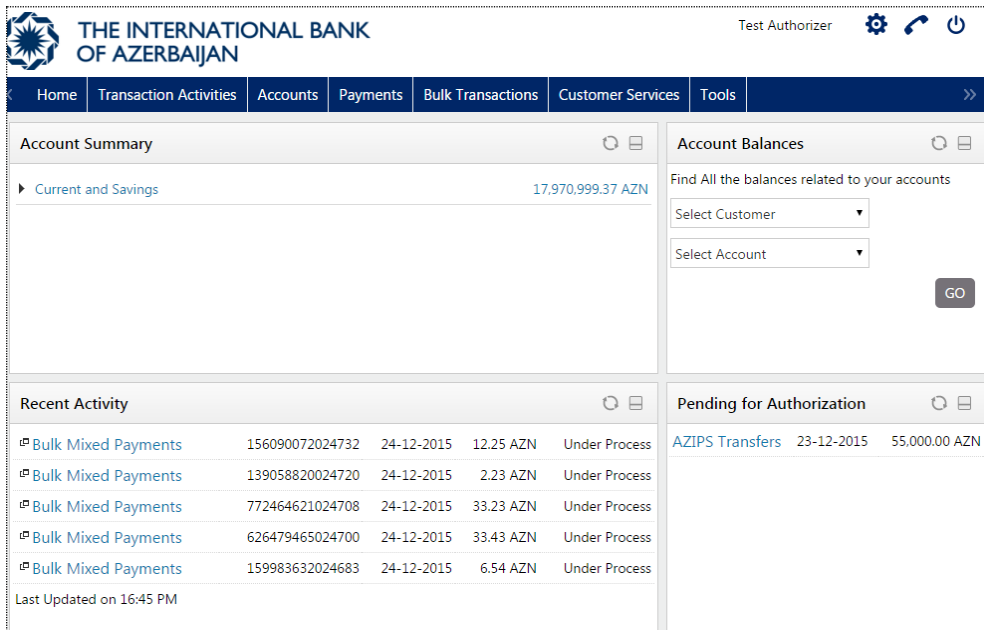 THE INTERNATIONAL BANK
OF AZERBAIJAN
Test Authorizer
Home Transaction Activities Accounts Payments Bulk Transactions Customer Services Tools
Account Summary
Current and Savings 17,970,999.37 AZN
Account Balances
Find All the balances related to your accounts
Select Customer
Select Account
GO
Recent Activity
Bulk Mixed Payments 156090072024732 24-12-2015 12.25 AZN Under Process
Bulk Mixed Payments 139058820024720 24-12-2015 2.23 AZN Under Process
Bulk Mixed Payments 772464621024708 24-12-2015 33.23 AZN Under Process
Bulk Mixed Payments 626479465024700 24-12-2015 33.43 AZN Under Process
Bulk Mixed Payments 159983632024683 24-12-2015 6.54 AZN Under Process
Last Updated on 16:45 PM
Pending for Authorization
AZIPS Transfers 23-12-2015 55,000.00 AZN